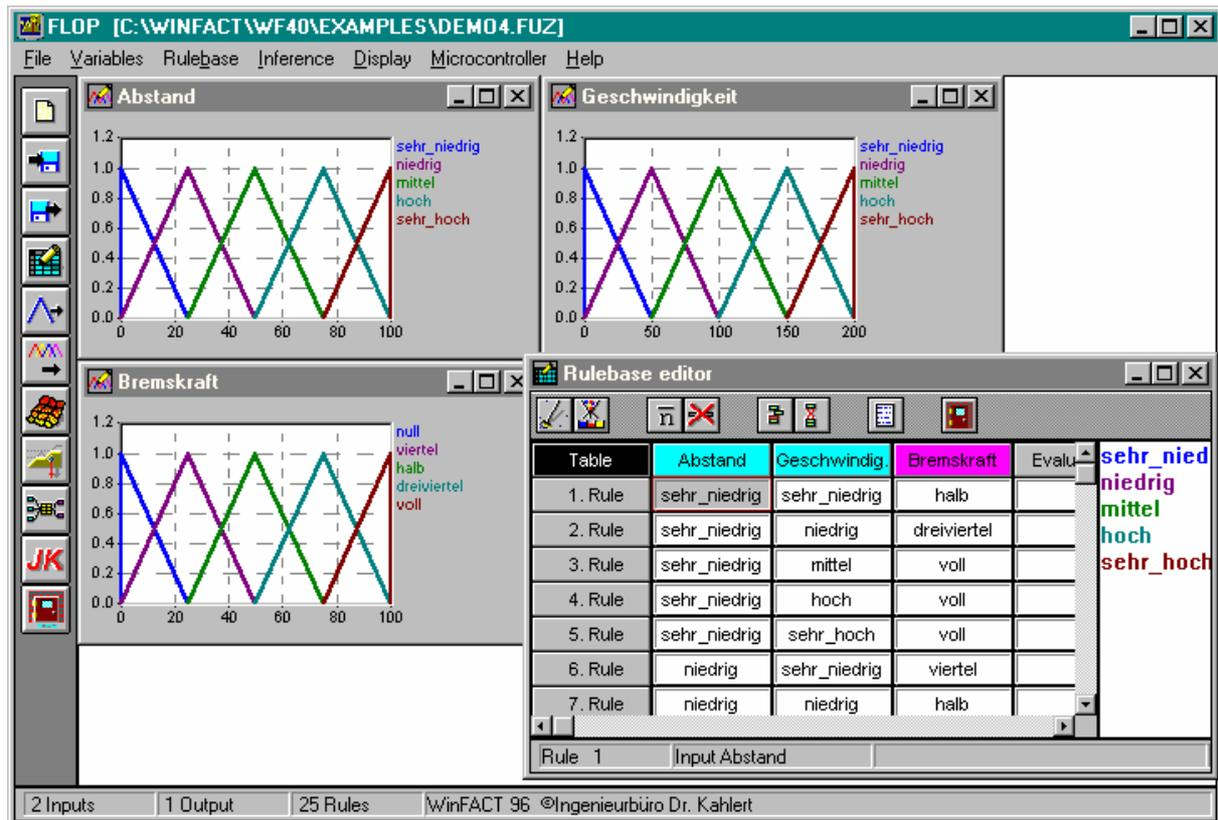 FLOP [C:\WINFACT\WF40\EXAMPLES\DEMO4.FUZ]
File Variables Rulebase Inference Display Microcontroller Help
Abstand
1.2
1.0
0.8
0.6
0.4
0.2
0.0
0 20 40 60 80 100
sehr_niedrig
niedrig
mittel
hoch
sehr_hoch
Geschwindigkeit
1.2
1.0
0.8
0.6
0.4
0.2
0.0
0 50 100 150 200
sehr_niedrig
niedrig
mittel
hoch
sehr_hoch
Bremskraft
1.2
1.0
0.8
0.6
0.4
0.2
0.0
0 20 40 60 80 100
null
viertel
halb
dreiviertel
voll
Rulebase editor
n
Table Abstand Geschwindig. Bremskraft Evalu
1. Rule sehr_niedrig sehr_niedrig halb
2. Rule sehr_niedrig niedrig dreiviertel
3. Rule sehr_niedrig mittel voll
4. Rule sehr_niedrig hoch voll
5. Rule sehr_niedrig sehr_hoch voll
6. Rule niedrig sehr_niedrig viertel
7. Rule niedrig niedrig halb
sehr_nied
niedrig
mittel
hoch
sehr_hoch
Rule 1 Input Abstand
JK
2 Inputs 1 Output 25 Rules WinFACT 96 ©Ingenieurbüro Dr. Kahlert